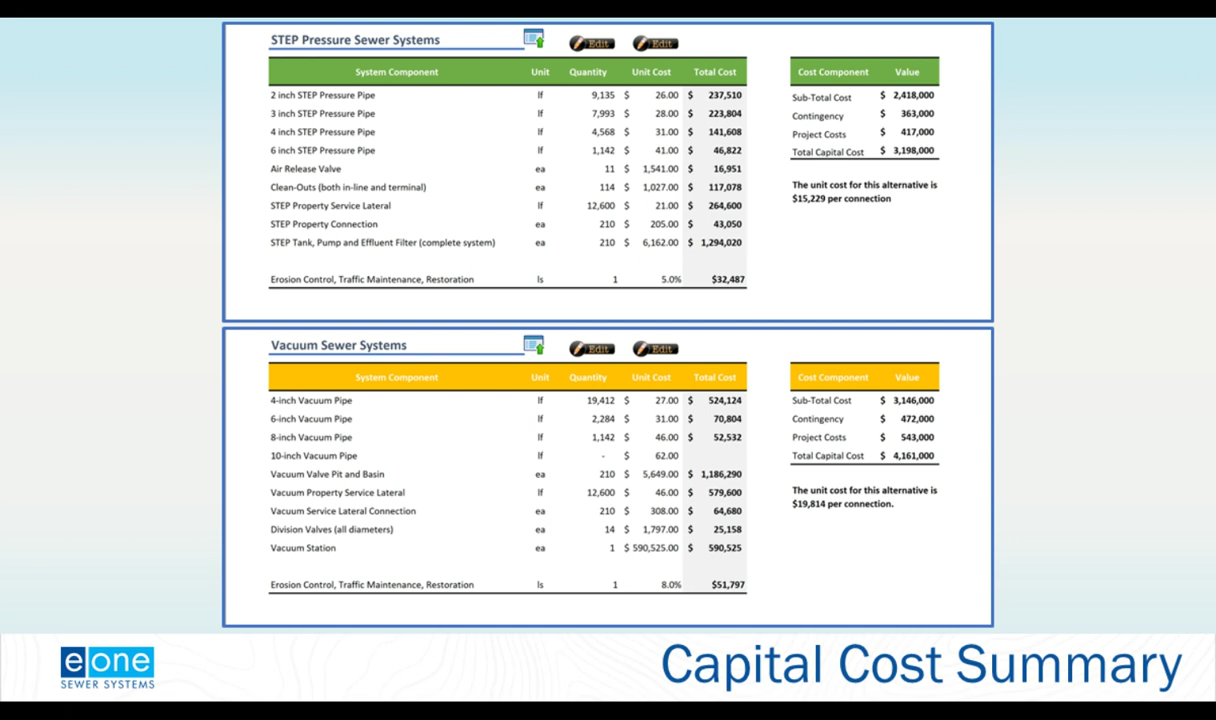 STEP Pressure Sewer Systems
Edit Edit
System Component Unit Quantity Unit Cost Total Cost
2 inch STEP Pressure Pipe lf 9,135 $ 26.00 $ 237,510
3 inch STEP Pressure Pipe lf 7,993 $ 28.00 $ 223,804
4 inch STEP Pressure Pipe lf 4,568 $ 31.00 $ 141,608
6 inch STEP Pressure Pipe lf 1,142 $ 41.00 $ 46,822
Air Release Valve ea 11 $ 1,541.00 $ 16,951
Clean-Outs (both in-line and terminal) ea 114 $ 1,027.00 $ 117,078
STEP Property Service Lateral lf 12,600 $ 21.00 $ 264,600
STEP Property Connection ea 210 $ 205.00 $ 43,050
STEP Tank, Pump and Effluent Filter (complete system) ea 210 $ 6,162.00 $ 1,294,020
Erosion Control, Traffic Maintenance, Restoration ls 1 5.0% $32,487
Cost Component Value
Sub-Total Cost $ 2,418,000
Contingency $ 363,000
Project Costs $ 417,000
Total Capital Cost $ 3,198,000
The unit cost for this alternative is
$15,229 per connection
Vacuum Sewer Systems
Edit Edit
System Component Unit Quantity Unit Cost Total Cost
4-inch Vacuum Pipe lf 19,412 $ 27.00 $ 524,124
6-inch Vacuum Pipe lf 2,284 $ 31.00 $ 70,804
8-inch Vacuum Pipe lf 1,142 $ 46.00 $ 52,532
10-inch Vacuum Pipe lf - $ 62.00
Vacuum Valve Pit and Basin ea 210 $ 5,649.00 $ 1,186,290
Vacuum Property Service Lateral lf 12,600 $ 46.00 $ 579,600
Vacuum Service Lateral Connection ea 210 $ 308.00 $ 64,680
Division Valves (all diameters) ea 14 $ 1,797.00 $ 25,158
Vacuum Station ea 1 $ 590,525.00 $ 590,525
Erosion Control, Traffic Maintenance, Restoration ls 1 8.0% $51,797
Cost Component Value
Sub-Total Cost $ 3,146,000
Contingency $ 472,000
Project Costs $ 543,000
Total Capital Cost $ 4,161,000
The unit cost for this alternative is
$19,814 per connection.
e one
SEWER SYSTEMS
Capital Cost Summary